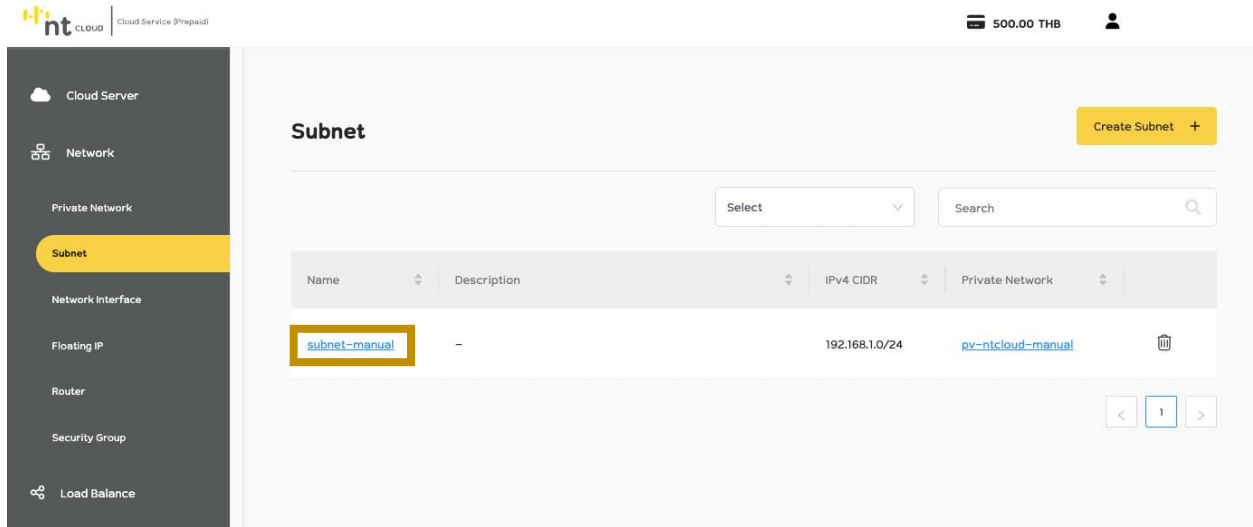 nt CLOUD Cloud Service (Prepaid)
500.00 THB
Cloud Server
Network
Private Network
Subnet
Network Interface
Floating IP
Router
Security Group
Load Balance
Subnet
Create Subnet +
Select
Search
Name Description IPv4 CIDR Private Network
subnet-manual - 192.168.1.0/24 pv-ntcloud-manual
< 1 >